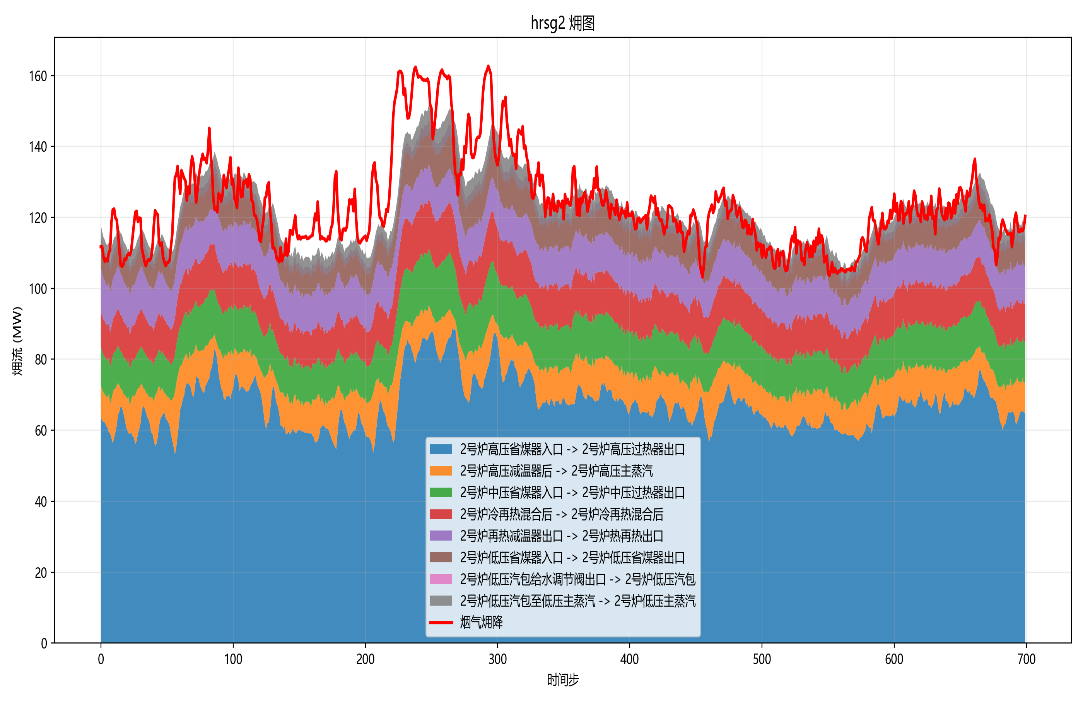 hrsg2 㶲图
㶲流 (MW)
160
140
120
100
80
60
40
20
0
0 100 200 300 400 500 600 700
时间步
2号炉高压省煤器入口 -> 2号炉高压过热器出口
2号炉高压减温器后 -> 2号炉高压主蒸汽
2号炉中压省煤器入口 -> 2号炉中压过热器出口
2号炉冷再热混合后 -> 2号炉冷再热混合后
2号炉再热减温器出口 -> 2号炉热再热出口
2号炉低压省煤器入口 -> 2号炉低压省煤器出口
2号炉低压汽包给水调节阀出口 -> 2号炉低压汽包
2号炉低压汽包至低压主蒸汽 -> 2号炉低压主蒸汽
烟气㶲降